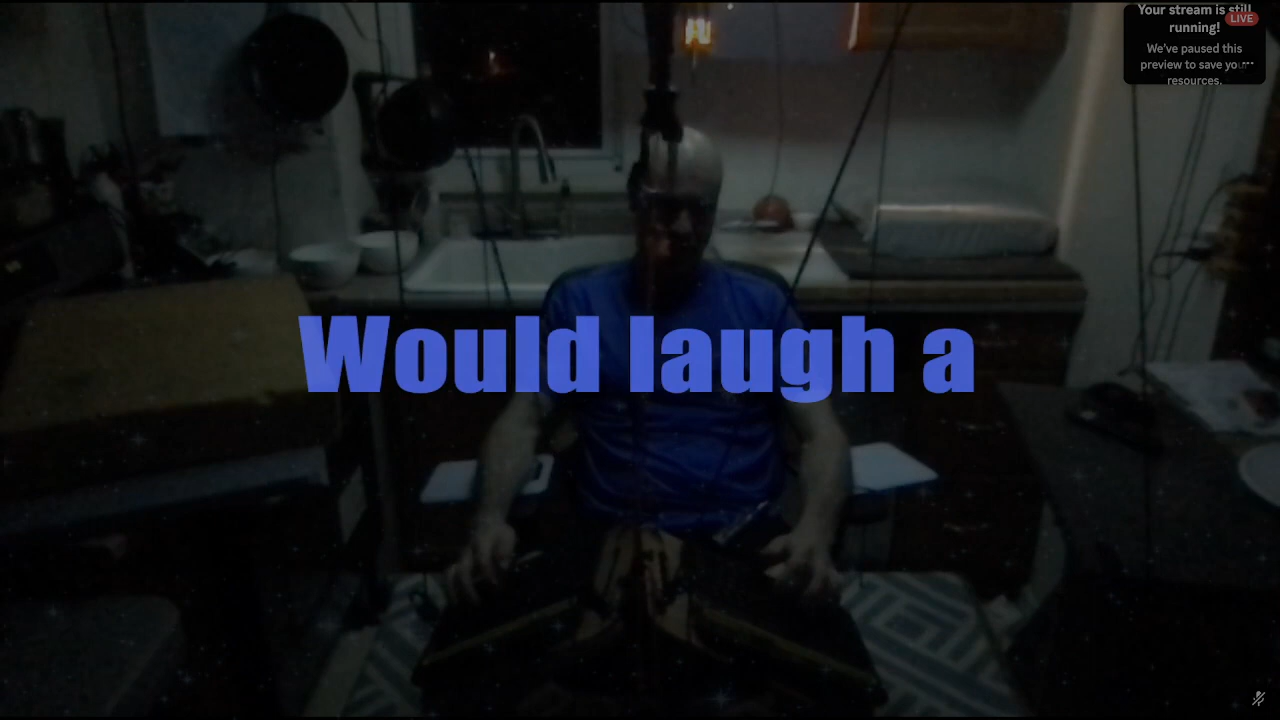 Your stream is still
running!
LIVE
We've paused this
preview to save your
resources.
Would laugh a